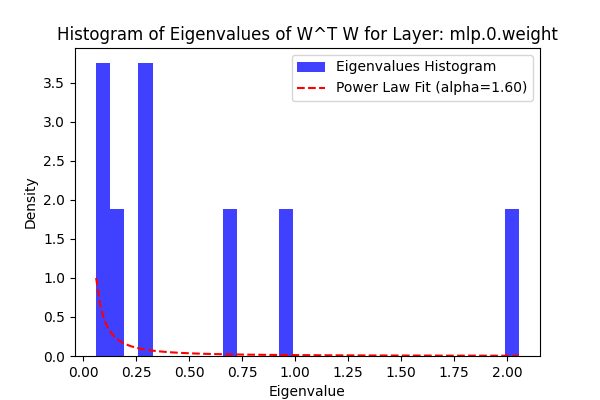 Histogram of Eigenvalues of W^T W for Layer: mlp.0.weight
Eigenvalues Histogram
Power Law Fit (alpha=1.60)
Density
3.5
3.0
2.5
2.0
1.5
1.0
0.5
0.0
0.00 0.25 0.50 0.75 1.00 1.25 1.50 1.75 2.00
Eigenvalue